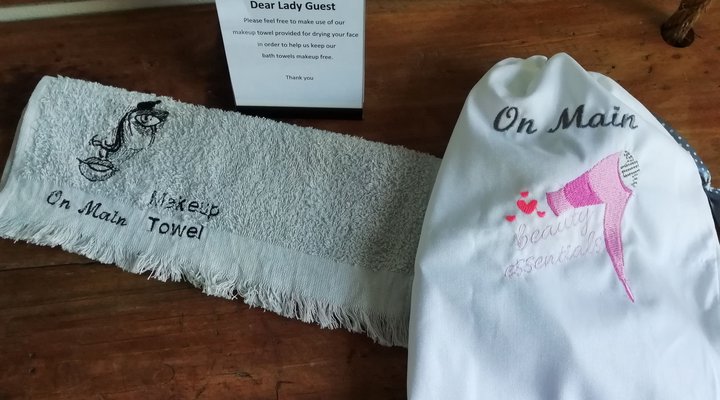 Dear Lady Guest
Please feel free to make use of our
makeup towel provided for drying your face
in order to help us keep our
bath towels makeup free.
Thank you
On Main
Makeup
Towel
On Main
Beauty
essentials